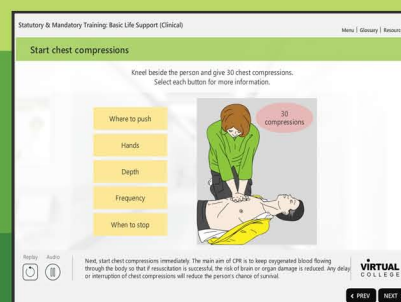 Statutory & Mandatory Training: Basic Life Support (Clinical)
Menu | Glossary | Resourc
Start chest compressions
Kneel beside the person and give 30 chest compressions.
Select each button for more information.
Where to push
Hands
Depth
Frequency
When to stop
30
compressions
Replay Audio
Next, start chest compressions immediately. The main aim of CPR is to keep oxygenated blood flowing
through the body so that if resuscitation is successful, the risk of brain or organ damage is reduced. Any delay
or interruption of chest compressions will reduce the person's chance of survival.
VIRTUAL
COLLEGE
PREV
NEXT